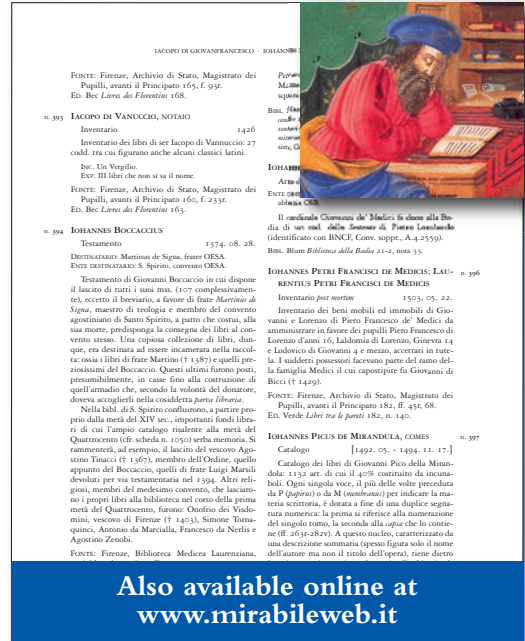 IACOPO DI GIOVANFRANCESCO · IOHANN
FONTE: Firenze, Archivio di Stato, Magistrato dei
Pupilli, avanti il Principato 165, f. 93r.
ED. Bec Livres des Florentins 168.
n. 393 IACOPO DI VANUCCIO, NOTAIO
Inventario 1426
Inventario dei libri di ser Iacopo di Vanuccio: 27
codd. tra cui figurano anche alcuni classici latini.
INC. Un Vergilio.
EXP. III libri che non si sa il nome.
FONTE: Firenze, Archivio di Stato, Magistrato dei
Pupilli, avanti il Principato 160, f. 233r.
ED. Bec Livres des Florentins 163.
n. 394 IOHANNES BOCCACCIUS
Testamento 1374. 08. 28.
DESTINATARIO: Martinus de Signa, frater OESA.
ENTE DESTINATARIO: S. Spirito, convento OESA.
Testamento di Giovanni Boccaccio in cui dispone
il lascito di tutti i suoi mss. (107 complessivamen-
te), eccetto il breviario, a favore di frate Martinus de
Signa, maestro di teologia e membro del convento
agostiniano di Santo Spirito, a patto che costui, alla
sua morte, predisponga la consegna dei libri al con-
vento stesso. Una copiosa collezione di libri, dun-
que, era destinata ad essere incamerata nella raccol-
ta: ossia i libri di frate Martino († 1387) e quelli pre-
ziosissimi del Boccaccio. Questi ultimi furono posti,
presumibilmente, in casse fino alla costruzione di
quell'armadio che, secondo la volontà del donatore,
doveva accoglierli nella cosiddetta parva libraria.
Nella bibl. di S. Spirito confluirono, a partire pro-
prio dalla metà del XIV sec., importanti fondi libra-
ri di cui l'ampio catalogo risalente alla metà del
Quattrocento (cfr. scheda n. 1050) serba memoria. Si
rammenterà, ad esempio, il lascito del vescovo Ago-
stino Tinacci († 1367), membro dell'Ordine, quello
appunto del Boccaccio, quello di frate Luigi Marsili
devoluti per via testamentaria nel 1394. Altri reli-
giosi, membri del medesimo convento, che lasciaro-
no i propri libri alla biblioteca nel corso della prima
metà del Quattrocento, furono: Onofrio dei Visdo-
mini, vescovo di Firenze († 1403), Simone Torna-
quinci, Antonio da Marcialla, Francesco da Nerlis e
Agostino Zenobi.
FONTE: Firenze, Biblioteca Medicea Laurenziana,
BIBL.
IOHA
Atto d
ENTE DES
abbazia OSB.
Il cardinale Giovanni de' Medici fa dono alla Ba-
dia di un cod. delle Sentenze di Pietro Lombardo
(identificato con BNCF, Conv. soppr., A.4.2559).
BIBL. Blum Biblioteca della Badia 21-2, nota 33.
IOHANNES PETRI FRANCISCI DE MEDICIS; LAU- n. 396
RENTIUS PETRI FRANCISCI DE MEDICIS
Inventario post mortem 1503. 05. 22.
Inventario dei beni mobili ed immobili di Gio-
vanni e Lorenzo di Piero Francesco de' Medici da
amministrare in favore dei pupilli Piero Francesco di
Lorenzo d'anni 16, Laldomia di Lorenzo, Ginevra 14
e Lodovico di Giovanni 4 e mezzo, accettati in tute-
la. I suddetti possessori facevano parte del ramo del-
la famiglia Medici il cui capostipite fu Giovanni di
Bicci († 1429).
FONTE: Firenze, Archivio di Stato, Magistrato dei
Pupilli, avanti il Principato 182, ff. 45r, 68.
ED. Verde Libri tra le pareti 182, n. 140.
IOHANNES PICUS DE MIRANDULA, COMES n. 397
Catalogo [1492. 05. - 1494. 11. 17.]
Catalogo dei libri di Giovanni Pico della Miran-
dola: 1132 art. di cui il 40% costituito da incuna-
boli. Ogni singola voce, il più delle volte preceduta
da P (papirus) o da M (membranus) per indicare la ma-
teria scrittoria, è dotata a fine di una duplice segna-
tura numerica: la prima si riferisce alla numerazione
del singolo tomo, la seconda alla capsa che lo contie-
ne (ff. 263r-282v). A questo nucleo, caratterizzato da
una descrizione sommaria (spesso figura solo il nome
dell'autore ma non il titolo dell'opera), tiene dietro
Also available online at
www.mirabileweb.it